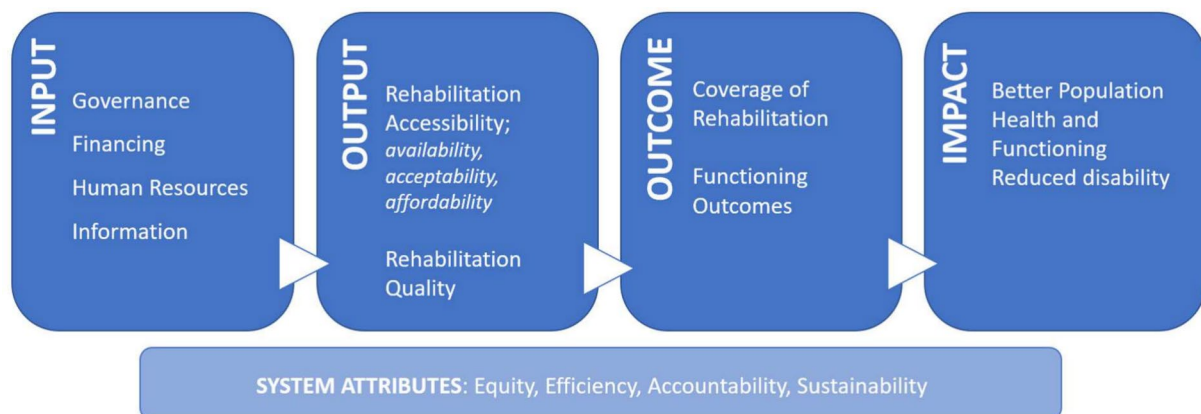 INPUT
Governance
Financing
Human Resources
Information
OUTPUT
Rehabilitation
Accessibility;
availability,
acceptability,
affordability
Rehabilitation
Quality
OUTCOME
Coverage of
Rehabilitation
Functioning
Outcomes
IMPACT
Better Population
Health and
Functioning
Reduced disability
SYSTEM ATTRIBUTES: Equity, Efficiency, Accountability, Sustainability